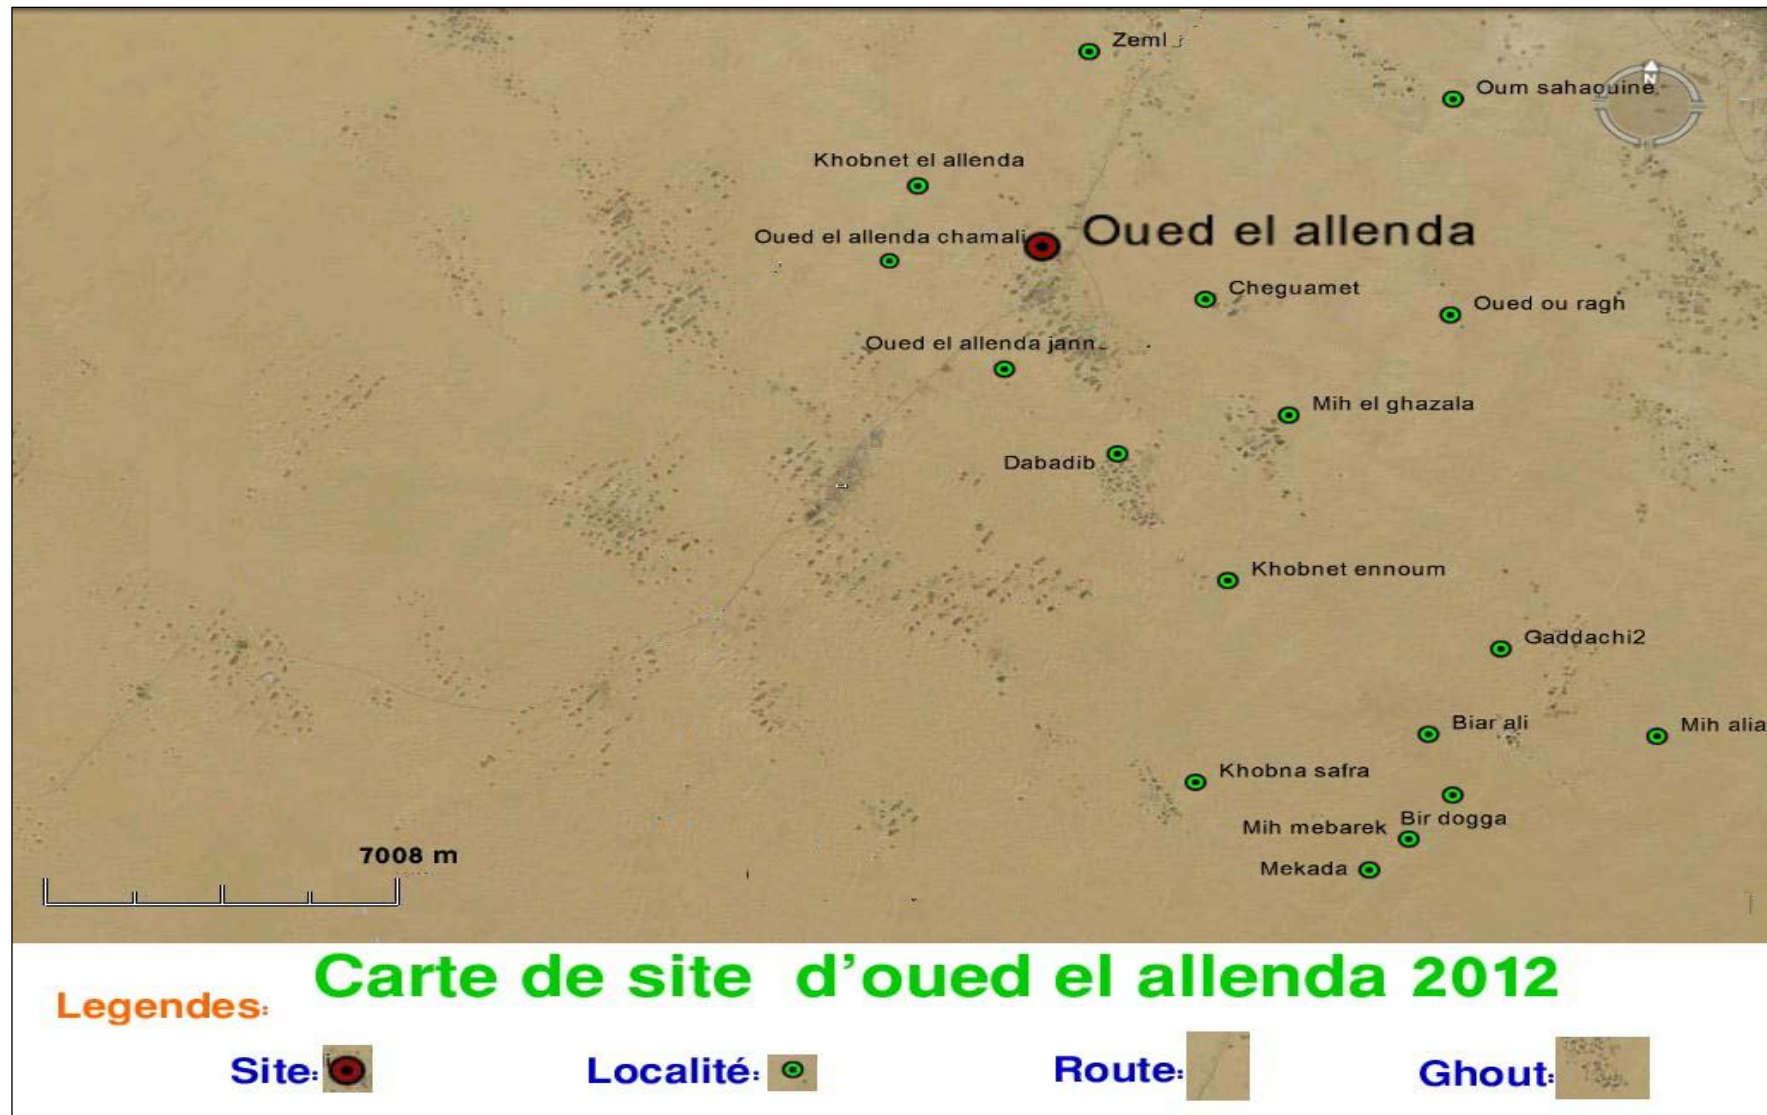 Zeml
N
Oum sahaouine
Khobnet el allenda
Oued el allenda chamali
Oued el allenda
Cheguamet
Oued ou ragh
Oued el allenda jann
Mih el ghazala
Dabadib
Khobnet ennoum
Gaddachi2
Biar ali
Mih alia
Khobna safra
Bir dogga
Mih mebarek
Mekada
7008 m
Carte de site d'oued el allenda 2012
Legendes:
Site:
Localité:
Route:
Ghout: